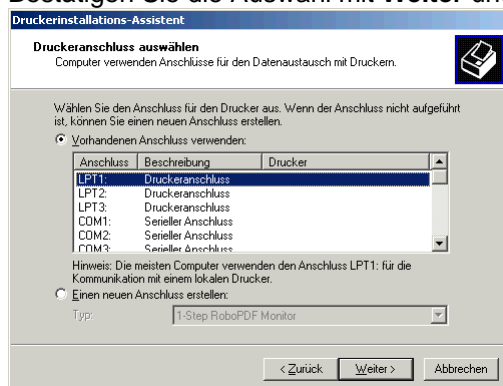 Bestätigen Sie die Auswahl mit Weiter un
Druckerinstallations-Assistent
Druckeranschluss auswählen
Computer verwenden Anschlüsse für den Datenaustausch mit Druckern.
Wählen Sie den Anschluss für den Drucker aus. Wenn der Anschluss nicht aufgeführt
ist, können Sie einen neuen Anschluss erstellen.
Vorhandenen Anschluss verwenden:
Anschluss Beschreibung Drucker
LPT1: Druckeranschluss
LPT2: Druckeranschluss
LPT3: Druckeranschluss
COM1: Serieller Anschluss
COM2: Serieller Anschluss
COM3: Serieller Anschluss
Hinweis: Die meisten Computer verwenden den Anschluss LPT1: für die
Kommunikation mit einem lokalen Drucker.
Einen neuen Anschluss erstellen:
Typ: 1-Step RoboPDF Monitor
< Zurück Weiter > Abbrechen